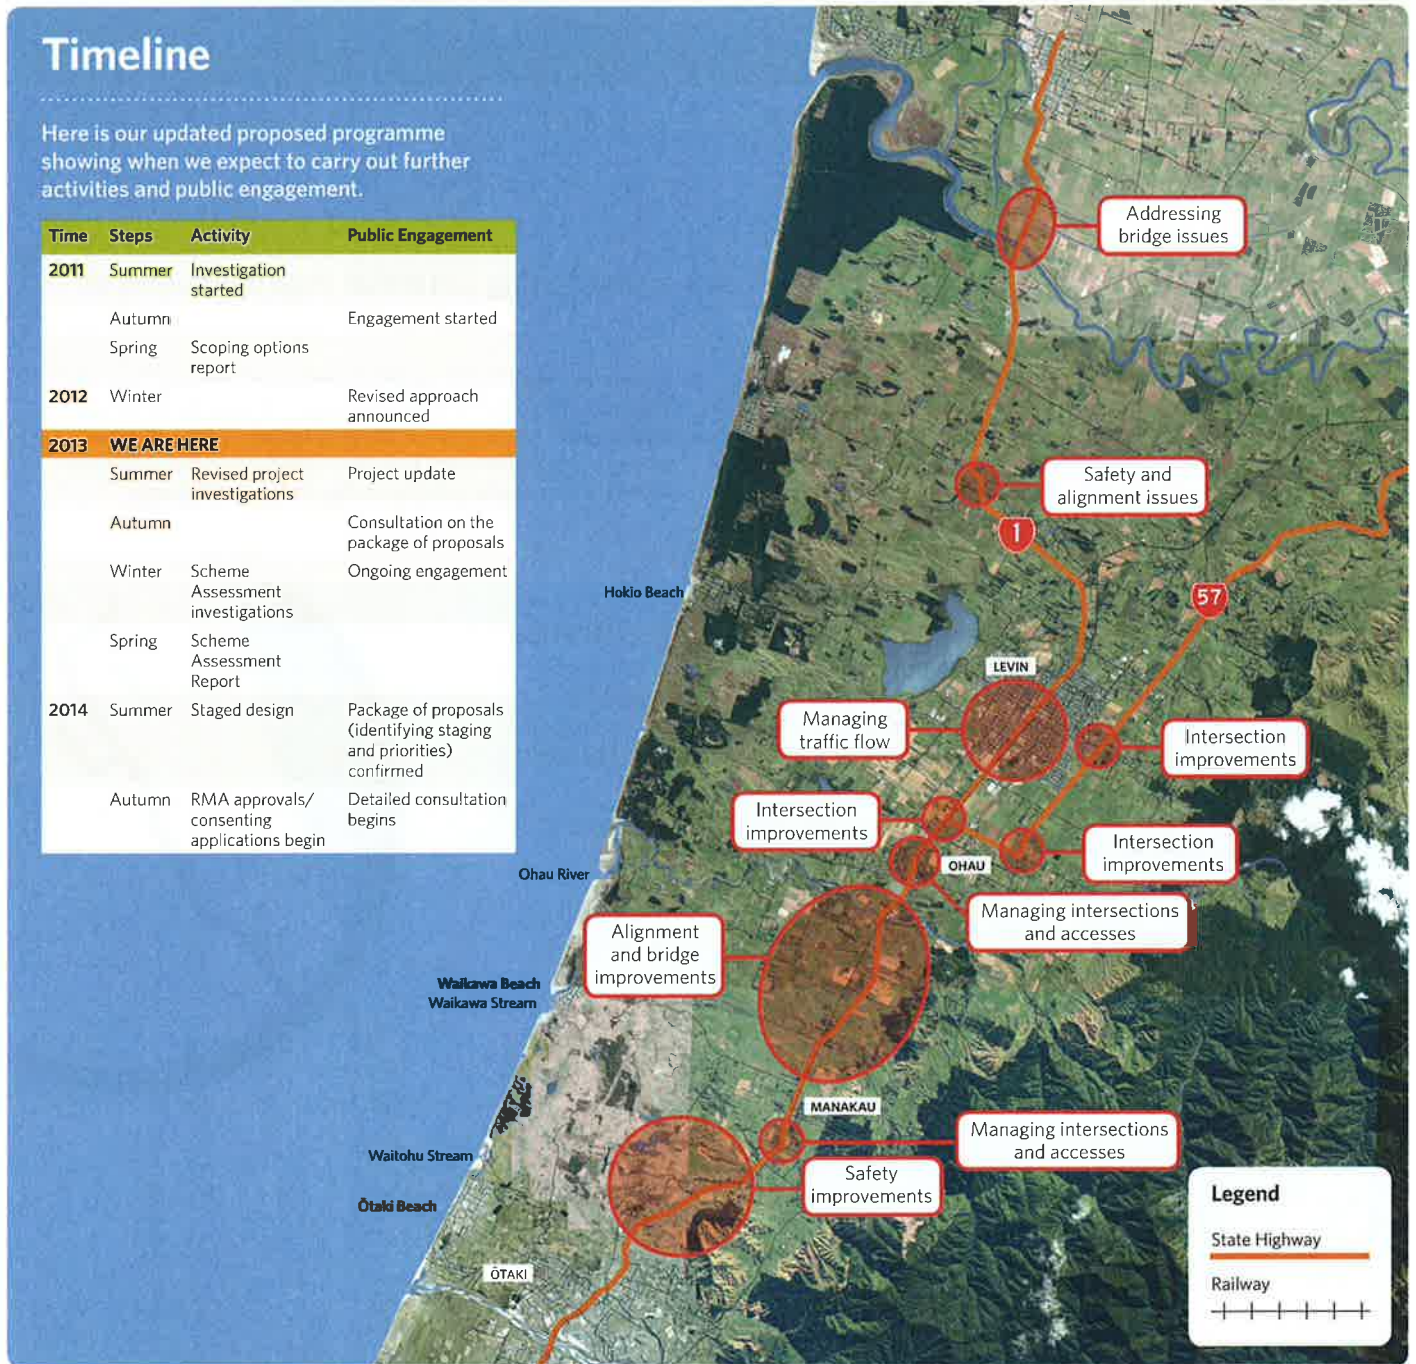 Timeline
Here is our updated proposed programme
showing when we expect to carry out further
activities and public engagement.
Time Steps Activity Public Engagement
2011 Summer Investigation
started
Autumn Engagement started
Spring Scoping options
report
2012 Winter Revised approach
announced
2013 WE ARE HERE
Summer Revised project Project update
investigations
Autumn Consultation on the
package of proposals
Winter Scheme Ongoing engagement
Assessment
investigations
Spring Scheme
Assessment
Report
2014 Summer Staged design Package of proposals
(identifying staging
and priorities)
confirmed
Autumn RMA approvals/ Detailed consultation
consenting begins
applications begin
Addressing
bridge issues
Safety and
alignment issues
1
57
Hokio Beach
LEVIN
Managing
traffic flow
Intersection
improvements
Intersection
improvements
Intersection
improvements
OHAU
Ohau River
Managing intersections
and accesses
Alignment
and bridge
improvements
Waikawa Beach
Waikawa Stream
MANAKAU
Managing intersections
and accesses
Waitohu Stream
Safety
improvements
Ōtaki Beach
ŌTAKI
Legend
State Highway
Railway